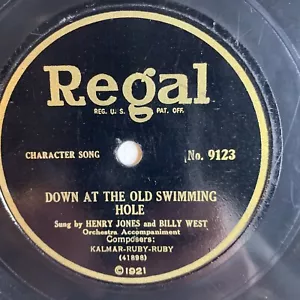 Regal
REG. U. S. PAT. OFF.
CHARACTER SONG No. 9123
DOWN AT THE OLD SWIMMING
HOLE
Sung by HENRY JONES and BILLY WEST
Orchestra Accompaniment
Composers:
KALMAR-RUBY-RUBY
(41898)
©1921